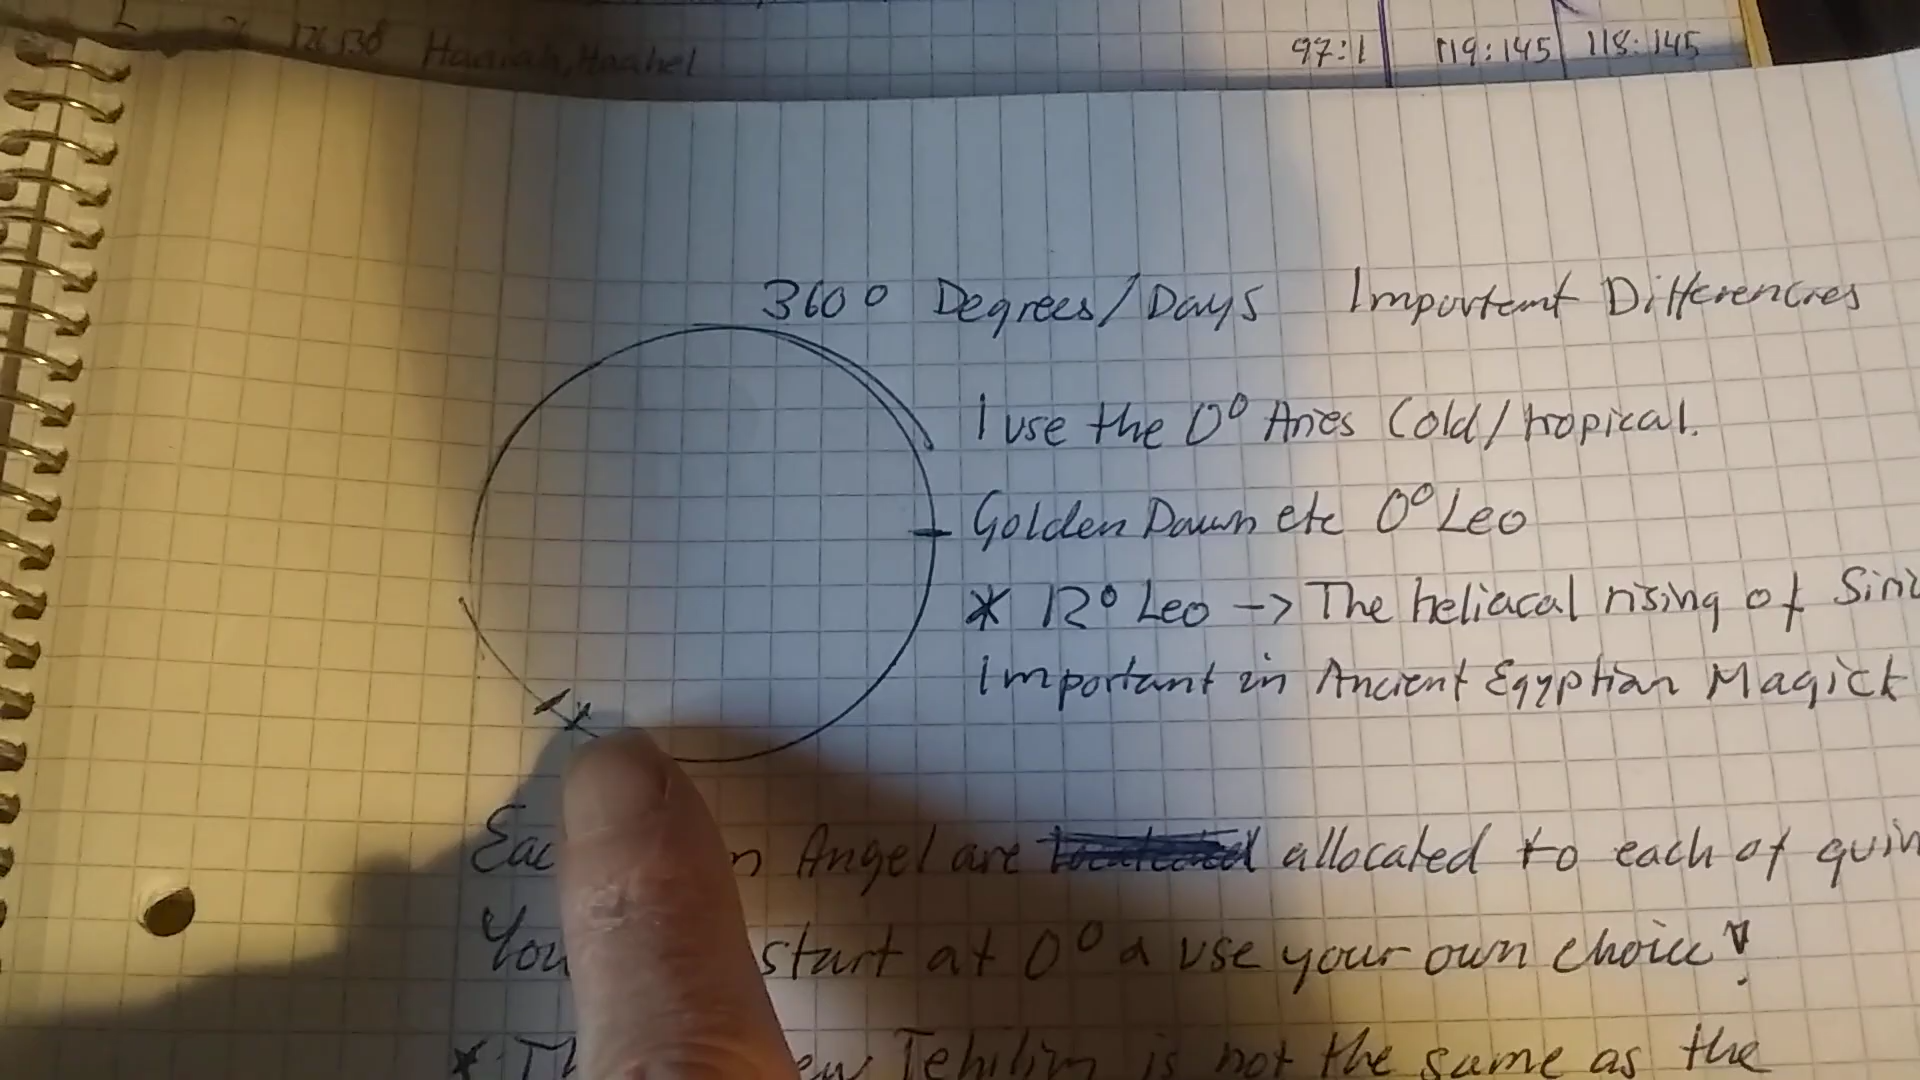 Haniah, Haahel 97:1 119:145 118:145
360° Degrees/Days Important Differencres
I use the 0° Aries Cold/tropical.
Golden Dawn etc 0° Leo
* 12° Leo -> The heliacal rising of
Important in Ancient Egyptian Magick
Angel are allocated to each of
start at 0° a use your own choice!
* Tehilim is not the same as the